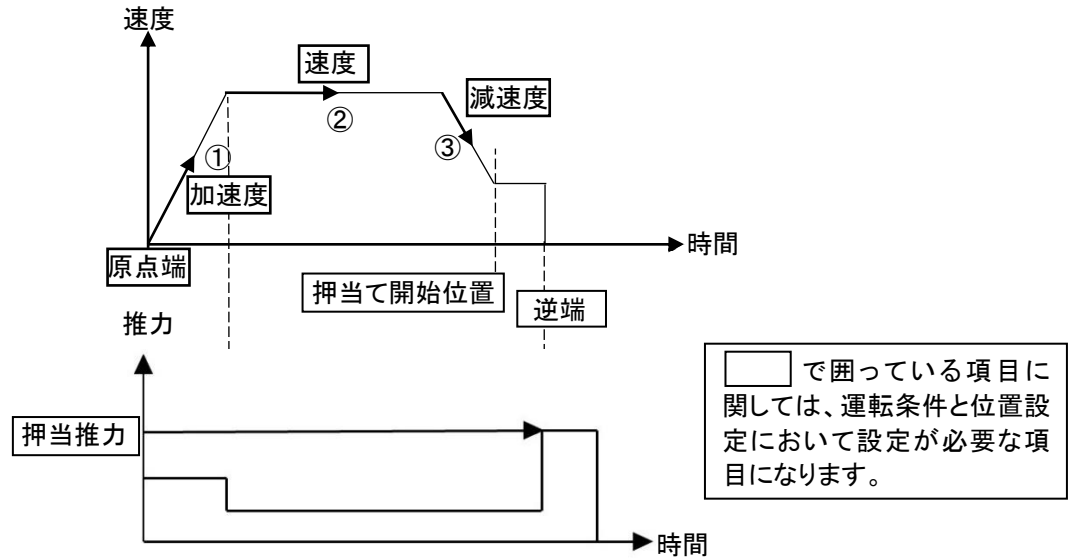 速度
速度
減速度
②
③
①
加速度
時間
原点端
押当て開始位置
逆端
推力
で囲っている項目に
関しては、運転条件と位置設
定において設定が必要な項
目になります。
押当推力
時間